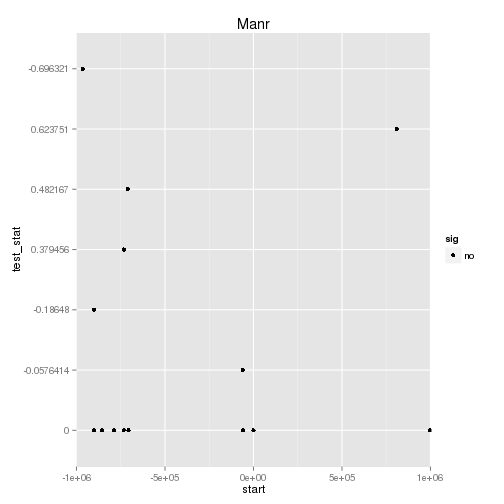 Manr
test_stat
-0.696321
0.623751
0.482167
0.379456
-0.18648
-0.0576414
0
-1e+06 -5e+05 0e+00 5e+05 1e+06
start
sig
no